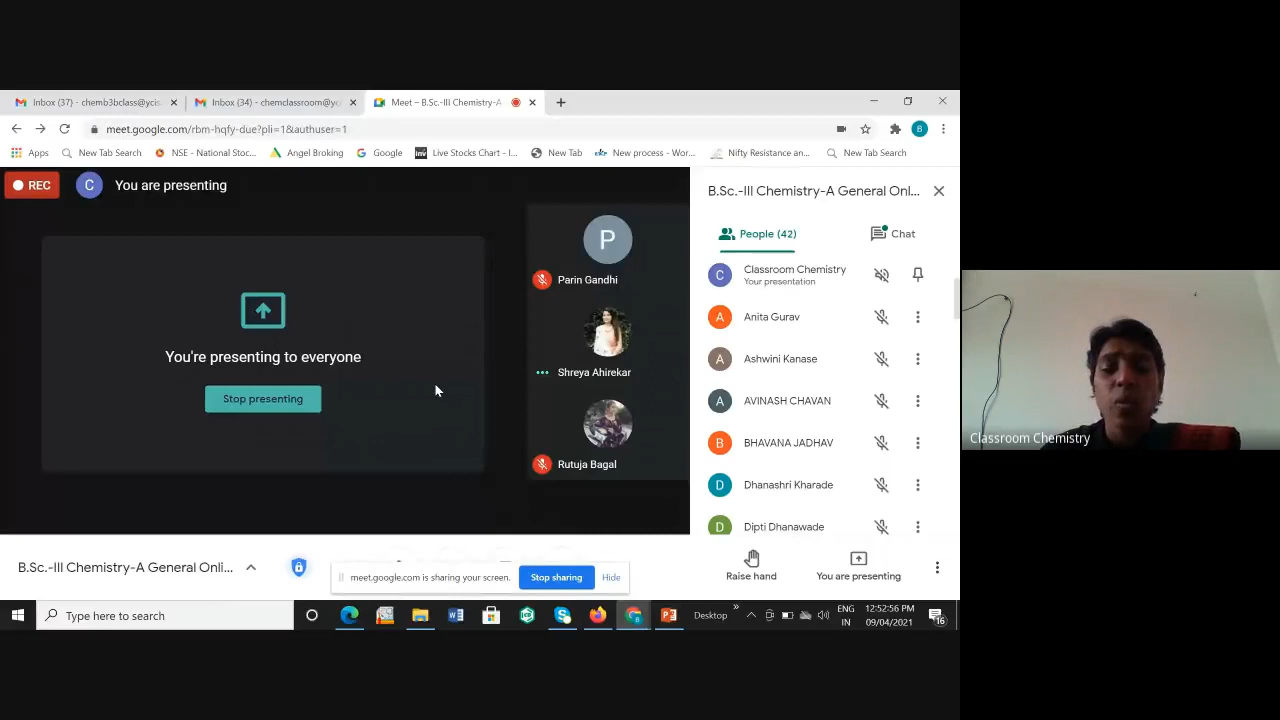 Inbox (37) - chemb3bclass@ycis
Inbox (34) - chemclassroom@yc
Meet – B.Sc.-III Chemistry-A
meet.google.com/rbm-hqfy-due?pli=1&authuser=1
B
Apps
New Tab Search
NSE - National Stoc...
Angel Broking
Google
Inv
Live Stocks Chart - I...
New Tab
New process - Wor...
Nifty Resistance an...
New Tab Search
REC
C
You are presenting
You're presenting to everyone
Stop presenting
P
Parin Gandhi
Shreya Ahirekar
Rutuja Bagal
B.Sc.-III Chemistry-A General Onl...
People (42)
Chat
C
Classroom Chemistry
Your presentation
A
Anita Gurav
A
Ashwini Kanase
A
AVINASH CHAVAN
B
BHAVANA JADHAV
D
Dhanashri Kharade
D
Dipti Dhanawade
Classroom Chemistry
B.Sc.-III Chemistry-A General Onli...
meet.google.com is sharing your screen.
Stop sharing
Hide
Raise hand
You are presenting
Type here to search
Desktop
ENG
IN
12:52:56 PM
09/04/2021
16